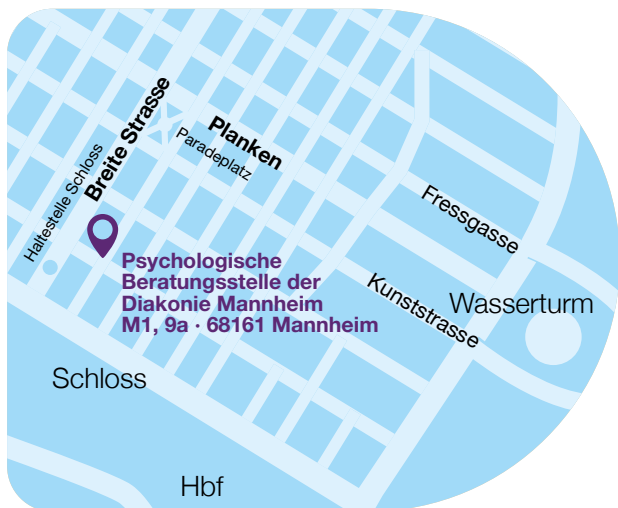 Breite Strasse
Haltestelle Schloss
Planken
Paradeplatz
Fressgasse
Kunststrasse
Wasserturm
Psychologische
Beratungsstelle der
Diakonie Mannheim
M1, 9a · 68161 Mannheim
Schloss
Hbf